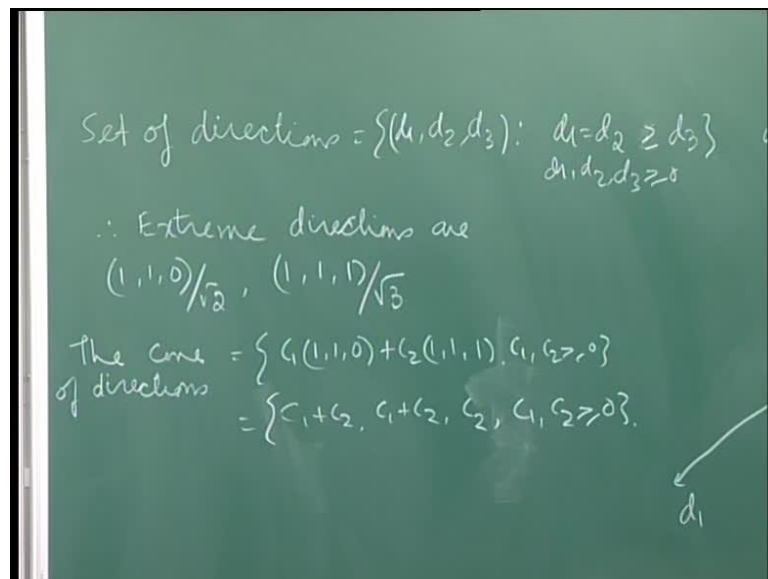 Set of directions = {(d1, d2, d3) : d1 = d2 ≥ d3}
d1, d2, d3 ≥ 0
∴ Extreme directions are
(1,1,0)/√2 , (1,1,1)/√3
The cone = { C1(1,1,0) + C2(1,1,1), C1, C2 ≥ 0}
of directions
= {C1+C2, C1+C2, C2), C1, C2 ≥ 0}.
d1